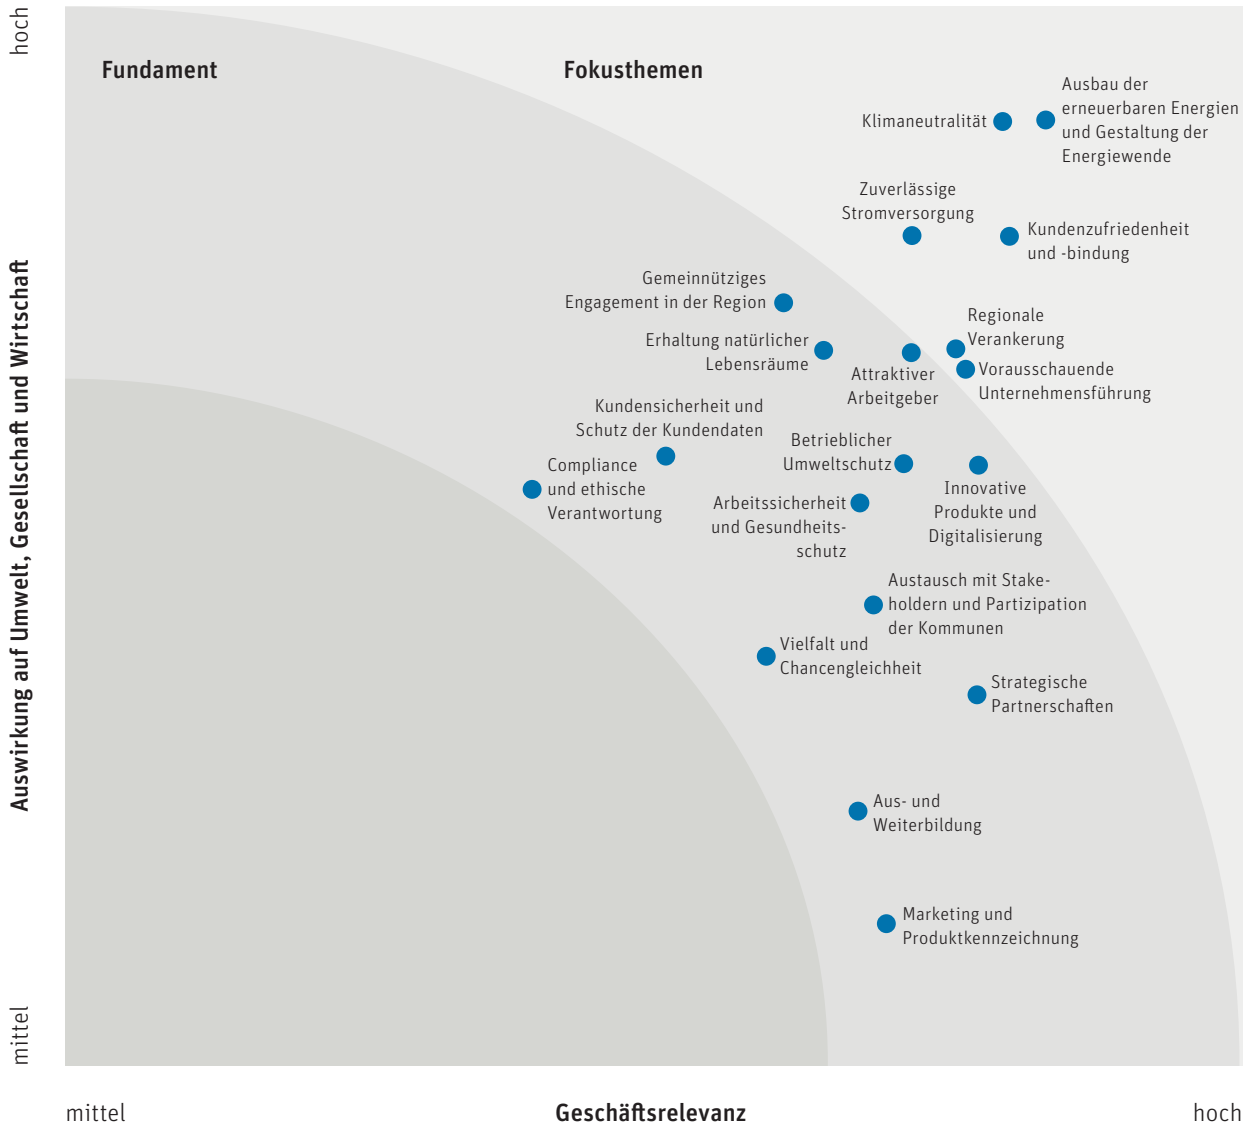 hoch
Fundament
Fokusthemen
Ausbau der
erneuerbaren Energien
und Gestaltung der
Energiewende
Klimaneutralität
Zuverlässige
Stromversorgung
Kundenzufriedenheit
und -bindung
Gemeinnütziges
Engagement in der Region
Regionale
Verankerung
Erhaltung natürlicher
Lebensräume
Attraktiver
Arbeitgeber
Vorausschauende
Unternehmensführung
Kundensicherheit und
Schutz der Kundendaten
Betrieblicher
Umweltschutz
Compliance
und ethische
Verantwortung
Innovative
Produkte und
Digitalisierung
Arbeitssicherheit
und Gesundheits-
schutz
Austausch mit Stake-
holdern und Partizipation
der Kommunen
Vielfalt und
Chancengleichheit
Strategische
Partnerschaften
Aus- und
Weiterbildung
Marketing und
Produktkennzeichnung
Auswirkung auf Umwelt, Gesellschaft und Wirtschaft
mittel
mittel
Geschäftsrelevanz
hoch